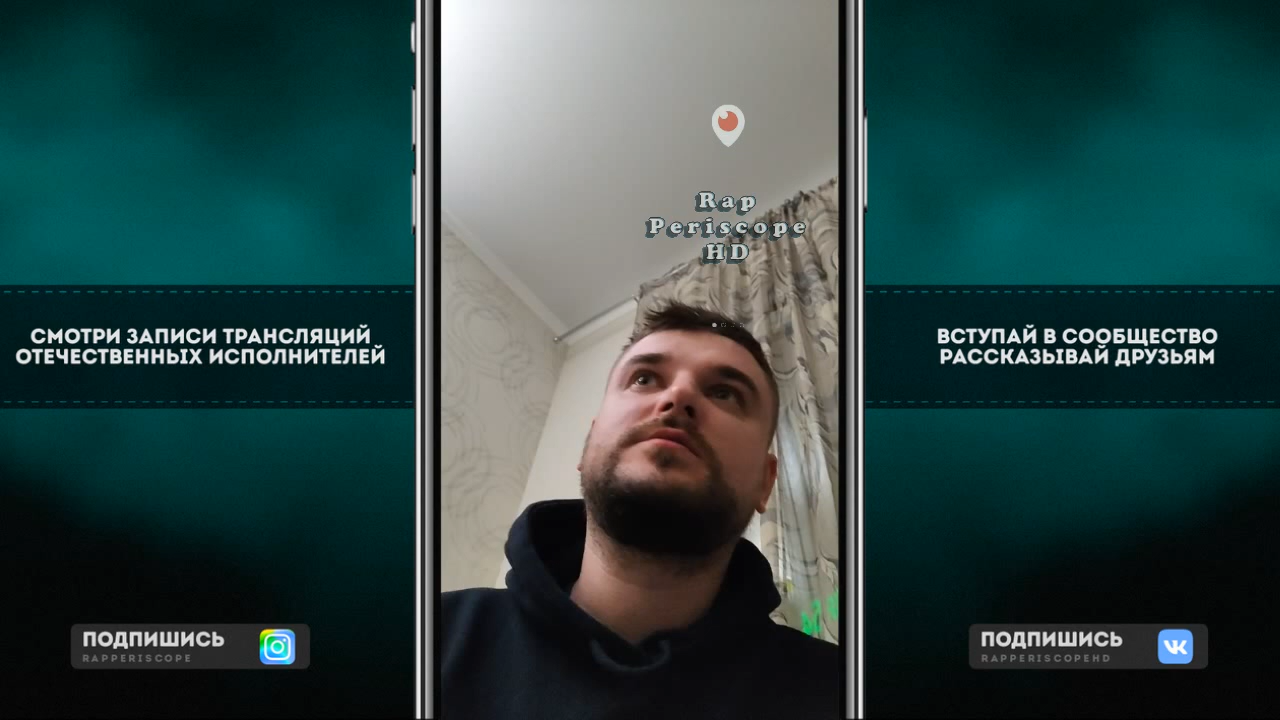 Rap
Periscope
HD
СМОТРИ ЗАПИСИ ТРАНСЛЯЦИЙ
ОТЕЧЕСТВЕННЫХ ИСПОЛНИТЕЛЕЙ
ВСТУПАЙ В СООБЩЕСТВО
РАССКАЗЫВАЙ ДРУЗЬЯМ
ПОДПИШИСЬ
RAPPERISCOPE
ПОДПИШИСЬ
RAPPERISCOPEHD